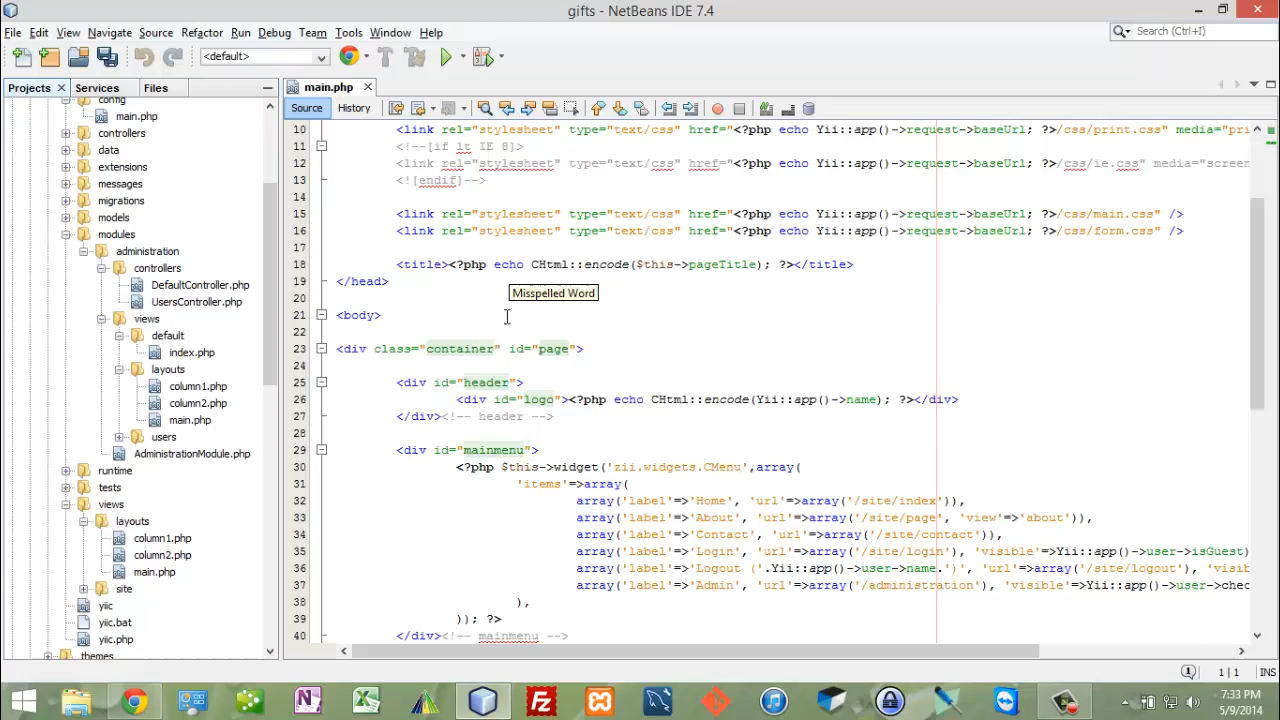 gifts - NetBeans IDE 7.4
File Edit View Navigate Source Refactor Run Debug Team Tools Window Help
Search (Ctrl+I)
<default>
Projects Services Files
main.php
Source History
config
main.php
controllers
data
extensions
messages
migrations
models
modules
administration
controllers
DefaultController.php
UsersController.php
views
default
index.php
layouts
column1.php
column2.php
main.php
users
AdministrationModule.php
runtime
tests
views
layouts
column1.php
column2.php
main.php
site
yiic
yiic.bat
yiic.php
themes
10 <link rel="stylesheet" type="text/css" href="<?php echo Yii::app()->request->baseUrl; ?>/css/print.css" media="pri
11 <!--[if lt IE 8]>
12 <link rel="stylesheet" type="text/css" href="<?php echo Yii::app()->request->baseUrl; ?>/css/ie.css" media="screen
13 <![endif]-->
14
15 <link rel="stylesheet" type="text/css" href="<?php echo Yii::app()->request->baseUrl; ?>/css/main.css" />
16 <link rel="stylesheet" type="text/css" href="<?php echo Yii::app()->request->baseUrl; ?>/css/form.css" />
17
18 <title><?php echo CHtml::encode($this->pageTitle); ?></title>
19 </head>
Misspelled Word
20
21 <body>
22
23 <div class="container" id="page">
24
25 <div id="header">
26 <div id="logo"><?php echo CHtml::encode(Yii::app()->name); ?></div>
27 </div><!-- header -->
28
29 <div id="mainmenu">
30 <?php $this->widget('zii.widgets.CMenu',array(
31 'items'=>array(
32 array('label'=>'Home', 'url'=>array('/site/index')),
33 array('label'=>'About', 'url'=>array('/site/page', 'view'=>'about')),
34 array('label'=>'Contact', 'url'=>array('/site/contact')),
35 array('label'=>'Login', 'url'=>array('/site/login'), 'visible'=>Yii::app()->user->isGuest)
36 array('label'=>'Logout ('.Yii::app()->user->name.')', 'url'=>array('/site/logout'), 'visib
37 array('label'=>'Admin', 'url'=>array('/administration'), 'visible'=>Yii::app()->user->chec
38 ),
39 )); ?>
40 </div><!-- mainmenu -->
1 | 1 INS
7:33 PM
5/9/2014